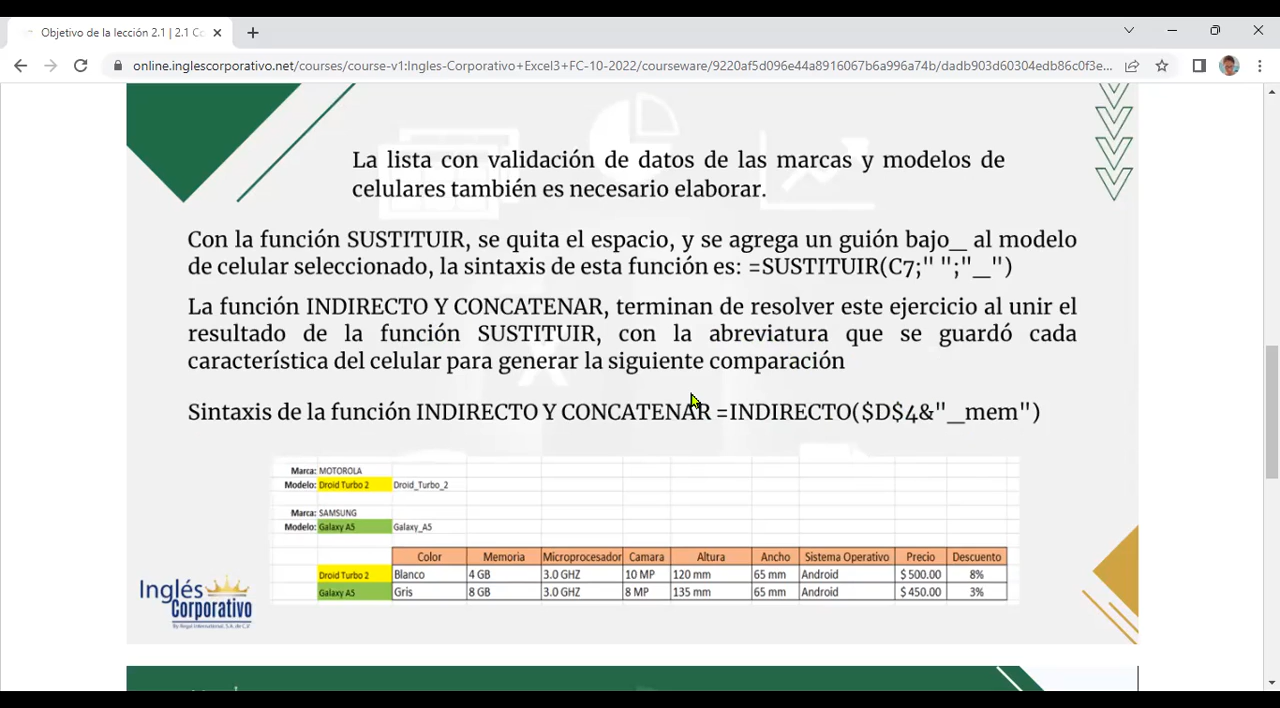 Objetivo de la lección 2.1 | 2.1 Co
online.inglescorporativo.net/courses/course-v1:Ingles-Corporativo+Excel3+FC-10-2022/courseware/9220af5d096e44a8916067b6a996a74b/dadb903d60304edb86c0f3e...
La lista con validación de datos de las marcas y modelos de
celulares también es necesario elaborar.
Con la función SUSTITUIR, se quita el espacio, y se agrega un guión bajo_ al modelo
de celular seleccionado, la sintaxis de esta función es: =SUSTITUIR(C7;" ";"_")
La función INDIRECTO Y CONCATENAR, terminan de resolver este ejercicio al unir el
resultado de la función SUSTITUIR, con la abreviatura que se guardó cada
característica del celular para generar la siguiente comparación
Sintaxis de la función INDIRECTO Y CONCATENAR =INDIRECTO($D$4&"_mem")
Marca: MOTOROLA
Modelo: Droid Turbo 2 Droid_Turbo_2
Marca: SAMSUNG
Modelo: Galaxy A5 Galaxy_A5
Color Memoria Microprocesador Camara Altura Ancho Sistema Operativo Precio Descuento
Droid Turbo 2 Blanco 4 GB 3.0 GHZ 10 MP 120 mm 65 mm Android $ 500.00 8%
Galaxy A5 Gris 8 GB 3.0 GHZ 8 MP 135 mm 65 mm Android $ 450.00 3%
Inglés
Corporativo